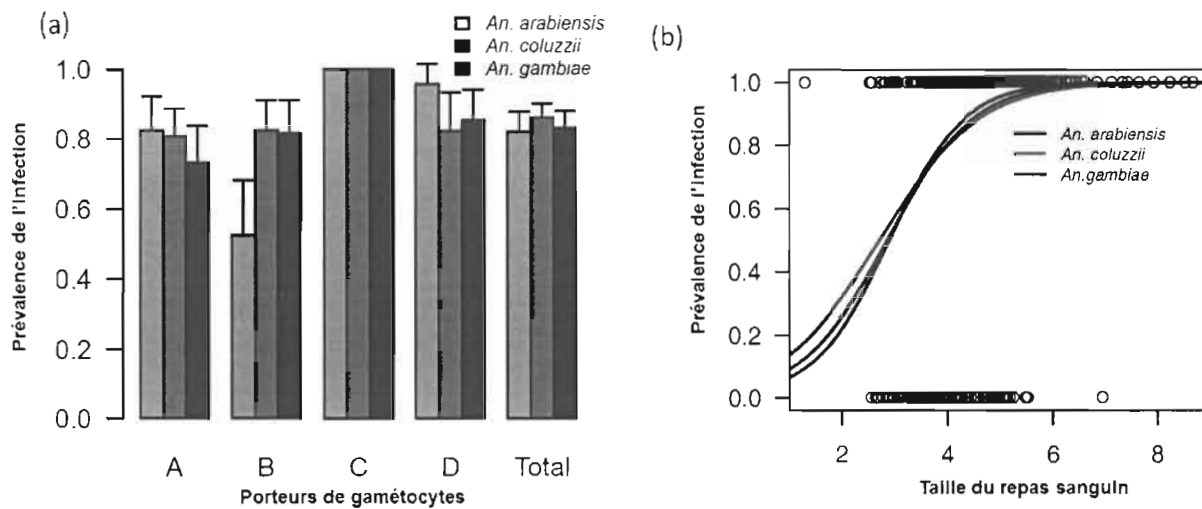 (a)
An. arabiensis
An. coluzzii
An. gambiae
Prévalence de l'Infection
1.0
0.8
0.6
0.4
0.2
0.0
A B C D Total
Porteurs de gamétocytes
(b)
Prévalence de l'Infection
1.0
0.8
0.6
0.4
0.2
0.0
An. arabiensis
An. coluzzii
An.gambiae
2 4 6 8
Taille du repas sanguin